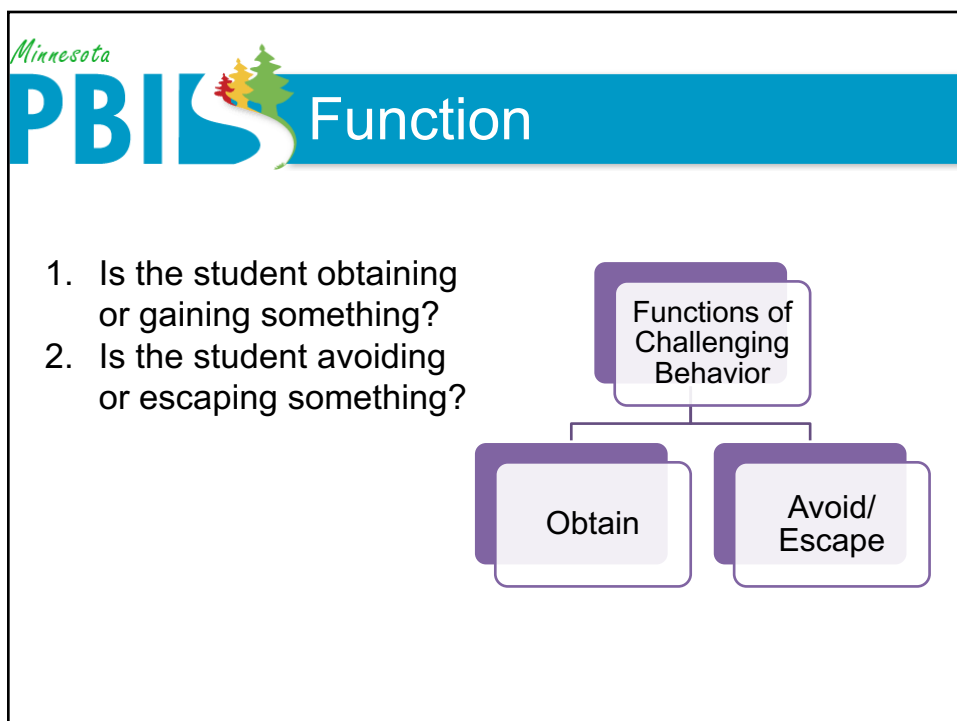 Minnesota
PBIS
Function
1. Is the student obtaining
or gaining something?
2. Is the student avoiding
or escaping something?
Functions of
Challenging
Behavior
Obtain
Avoid/
Escape